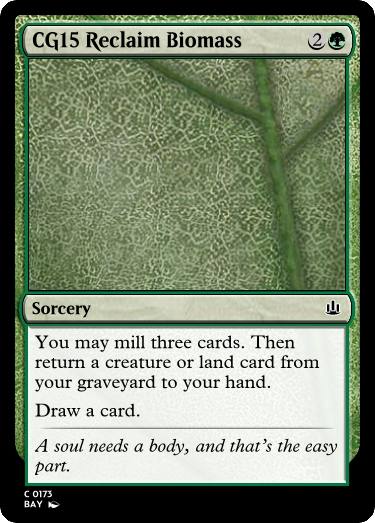 CG15 Reclaim Biomass 2
Sorcery
You may mill three cards. Then
return a creature or land card from
your graveyard to your hand.
Draw a card.
A soul needs a body, and that's the easy
part.
C 0173
BAY